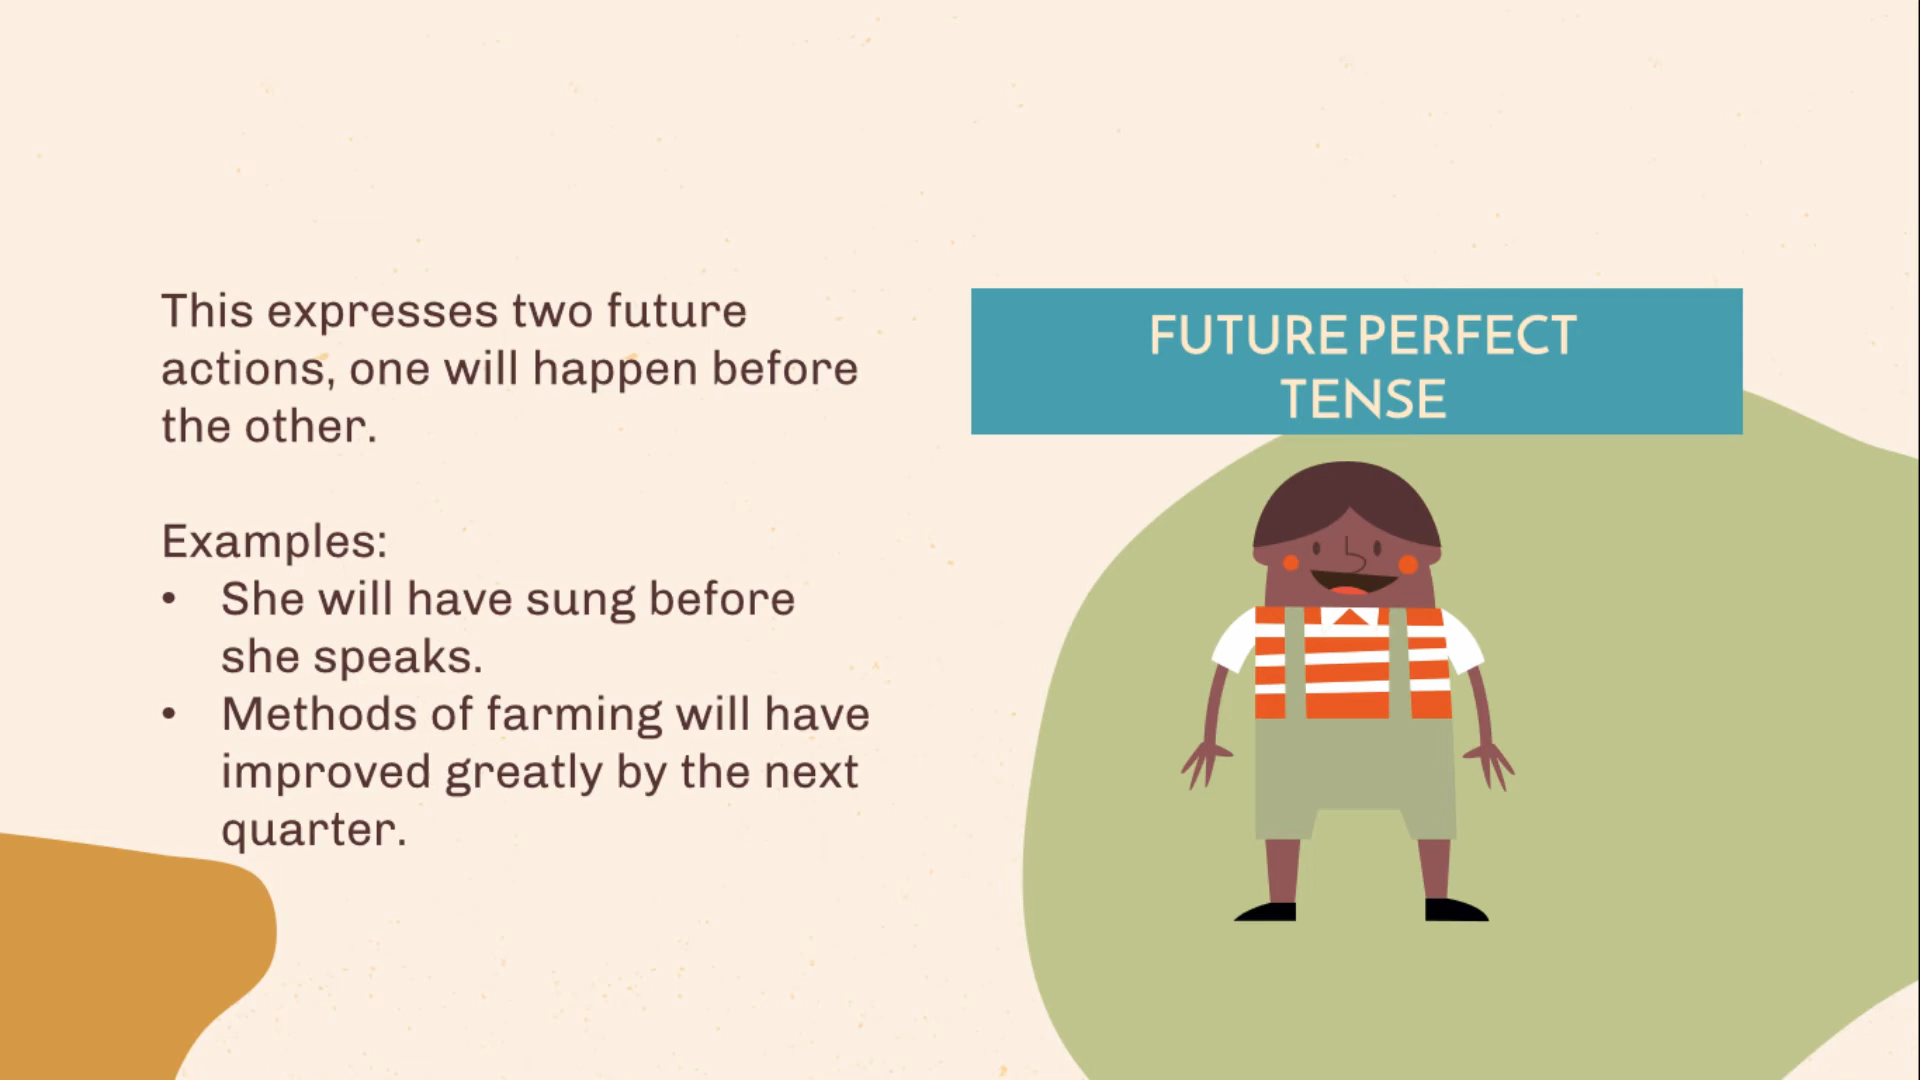 This expresses two future
actions, one will happen before
the other.
Examples:
• She will have sung before
she speaks.
• Methods of farming will have
improved greatly by the next
quarter.
FUTURE PERFECT
TENSE